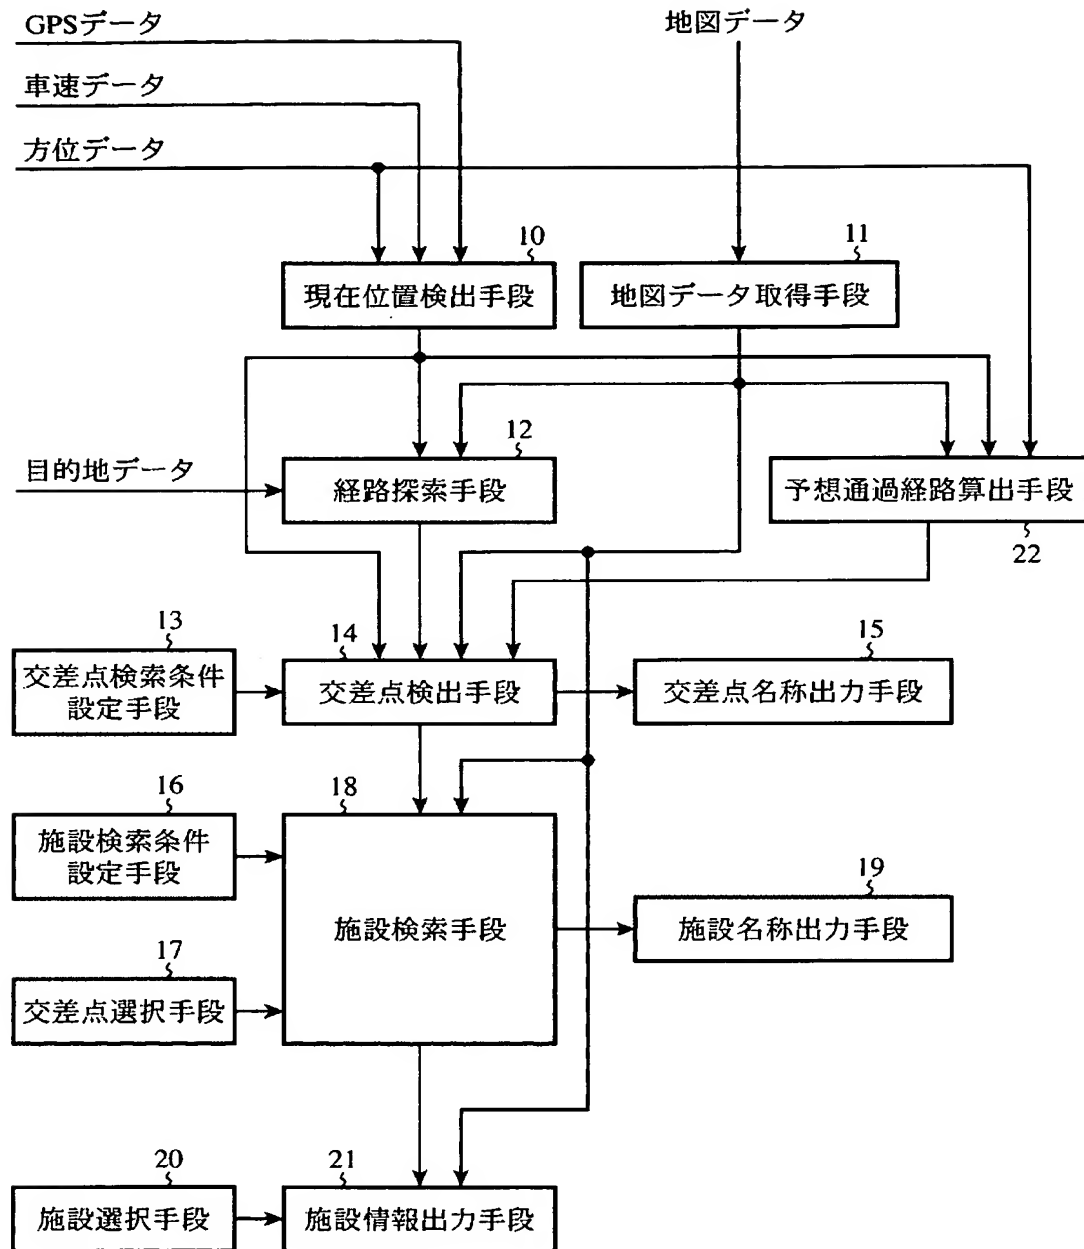 GPSデータ
地図データ
車速データ
方位データ
10
現在位置検出手段
11
地図データ取得手段
12
目的地データ
経路探索手段
予想通過経路算出手段
22
13
交差点検索条件
設定手段
14
交差点検出手段
15
交差点名称出力手段
16
施設検索条件
設定手段
18
施設検索手段
19
施設名称出力手段
17
交差点選択手段
20
施設選択手段
21
施設情報出力手段